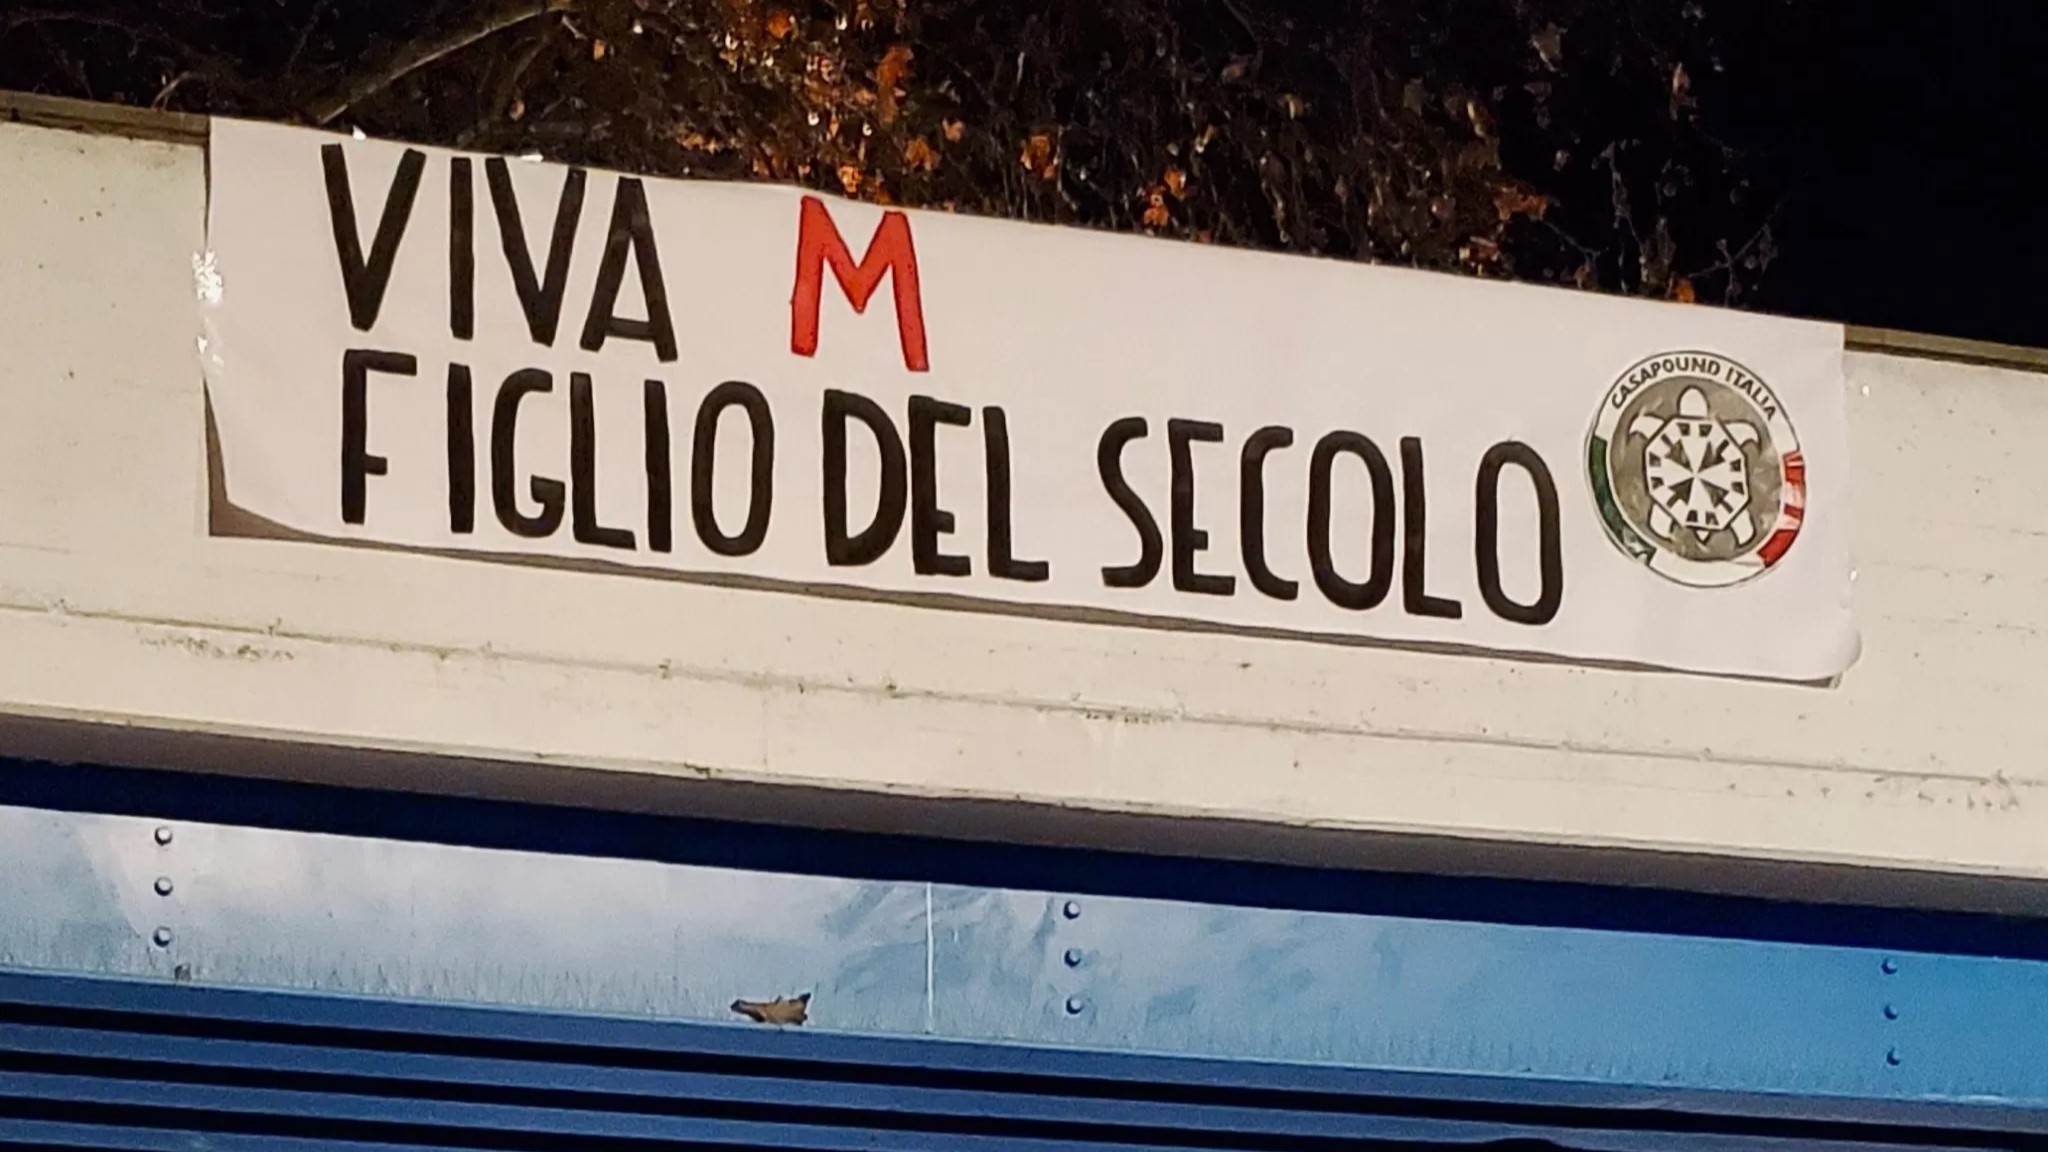 VIVA M
FIGLIO DEL SECOLO
CASAPOUND ITALIA